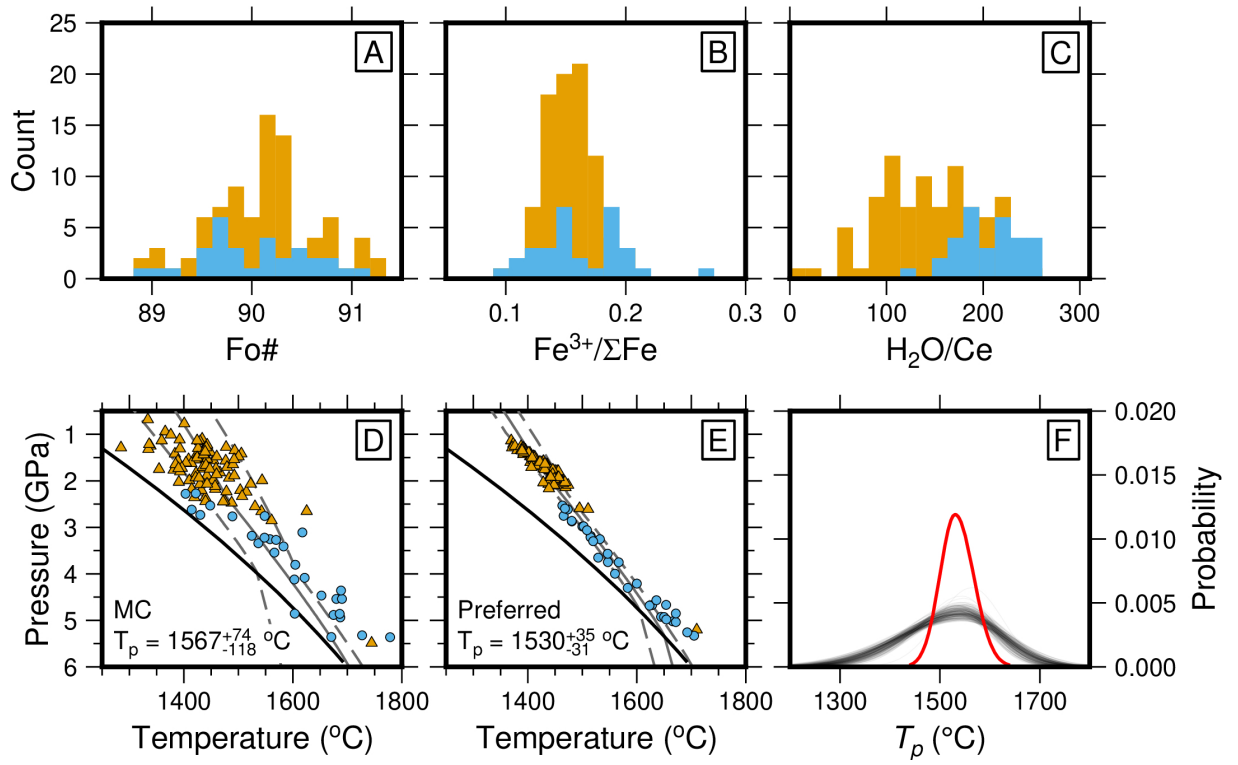 25
20
15
10
5
0
Count
A
B
C
89
90
91
0.1
0.2
0.3
0
100
200
300
Fo#
Fe³⁺/ΣFe
H₂O/Ce
1
2
3
4
5
6
Pressure (GPa)
D
E
F
MC
Tₚ = 1567⁺⁷⁴₋₁₁₈ ºC
Preferred
Tₚ = 1530⁺³⁵₋₃₁ ºC
0.020
0.015
0.010
0.005
0.000
Probability
1400
1600
1800
1400
1600
1800
1300
1500
1700
Temperature (ºC)
Temperature (ºC)
Tₚ (°C)